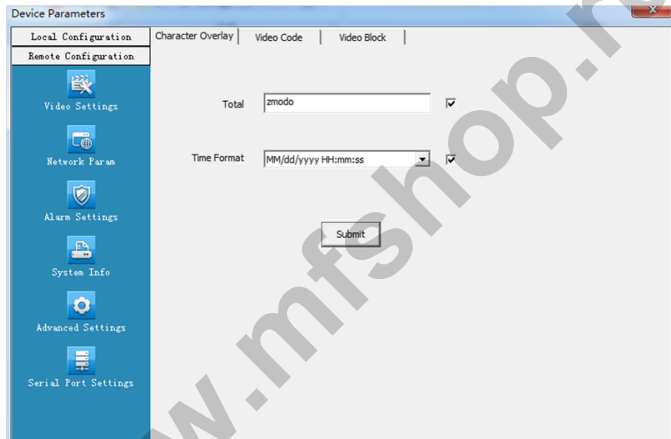 Device Parameters
Local Configuration
Remote Configuration
Video Settings
Network Param
Alarm Settings
System Info
Advanced Settings
Serial Port Settings
Character Overlay Video Code Video Block
Total zmodo
Time Format MM/dd/yyyy HH:mm:ss
Submit
w.mfshop.n